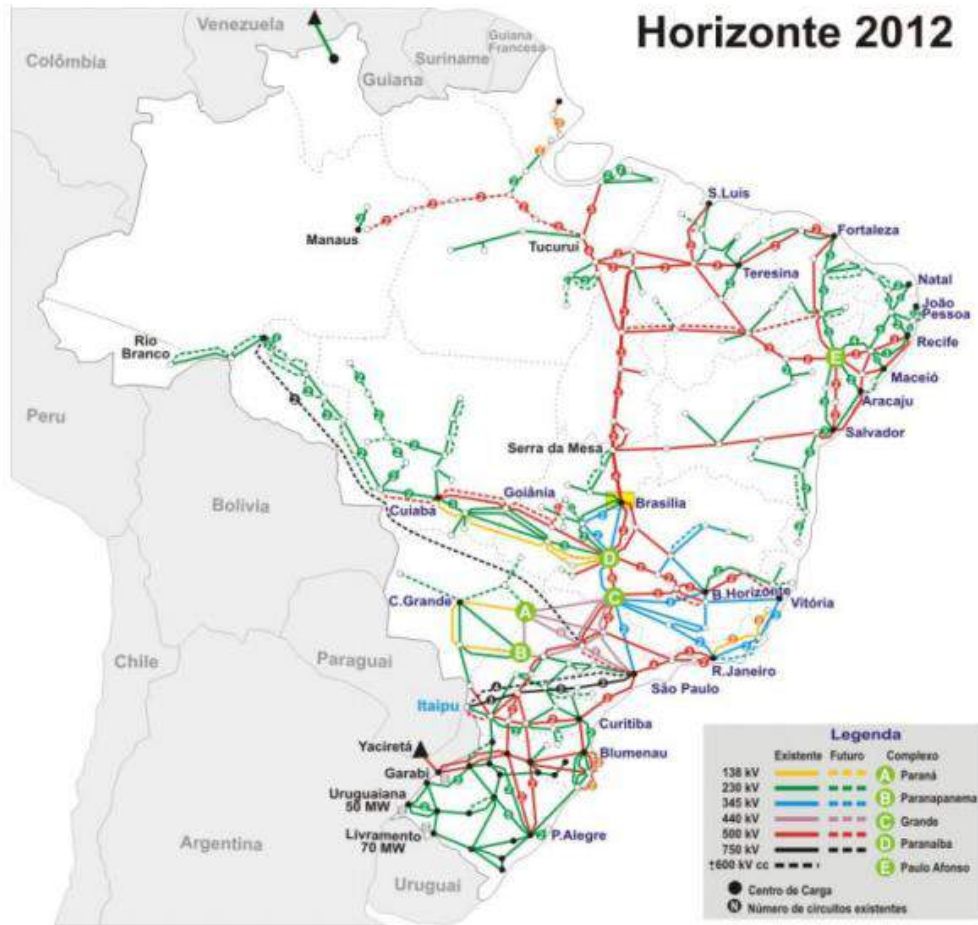 Horizonte 2012
Venezuela
Guiana
Francesa
Suriname
Colômbia
Guiana
S.Luis
Manaus
Tucuruí
Fortaleza
Teresina
Natal
João
Pessoa
Rio
Branco
Recife
E
Maceió
Peru
Aracaju
Salvador
Serra da Mesa
Goiânia
Brasília
Bolivia
Cuiabá
D
B.Horizonte
C
Vitória
C.Grande
A
B
Chile
Paraguai
R.Janeiro
São Paulo
Itaipu
Curitiba
Yaciretá
Blumenau
Garabi
Uruguaiana
50 MW
Livramento
70 MW
P.Alegre
Argentina
Uruguai
Legenda
Existente Futuro Complexo
138 kV A Paraná
230 kV
345 kV B Paranapanema
440 kV C Grande
500 kV D Paranaíba
750 kV
±600 kV cc E Paulo Afonso
Centro de Carga
N Número de circuitos existentes